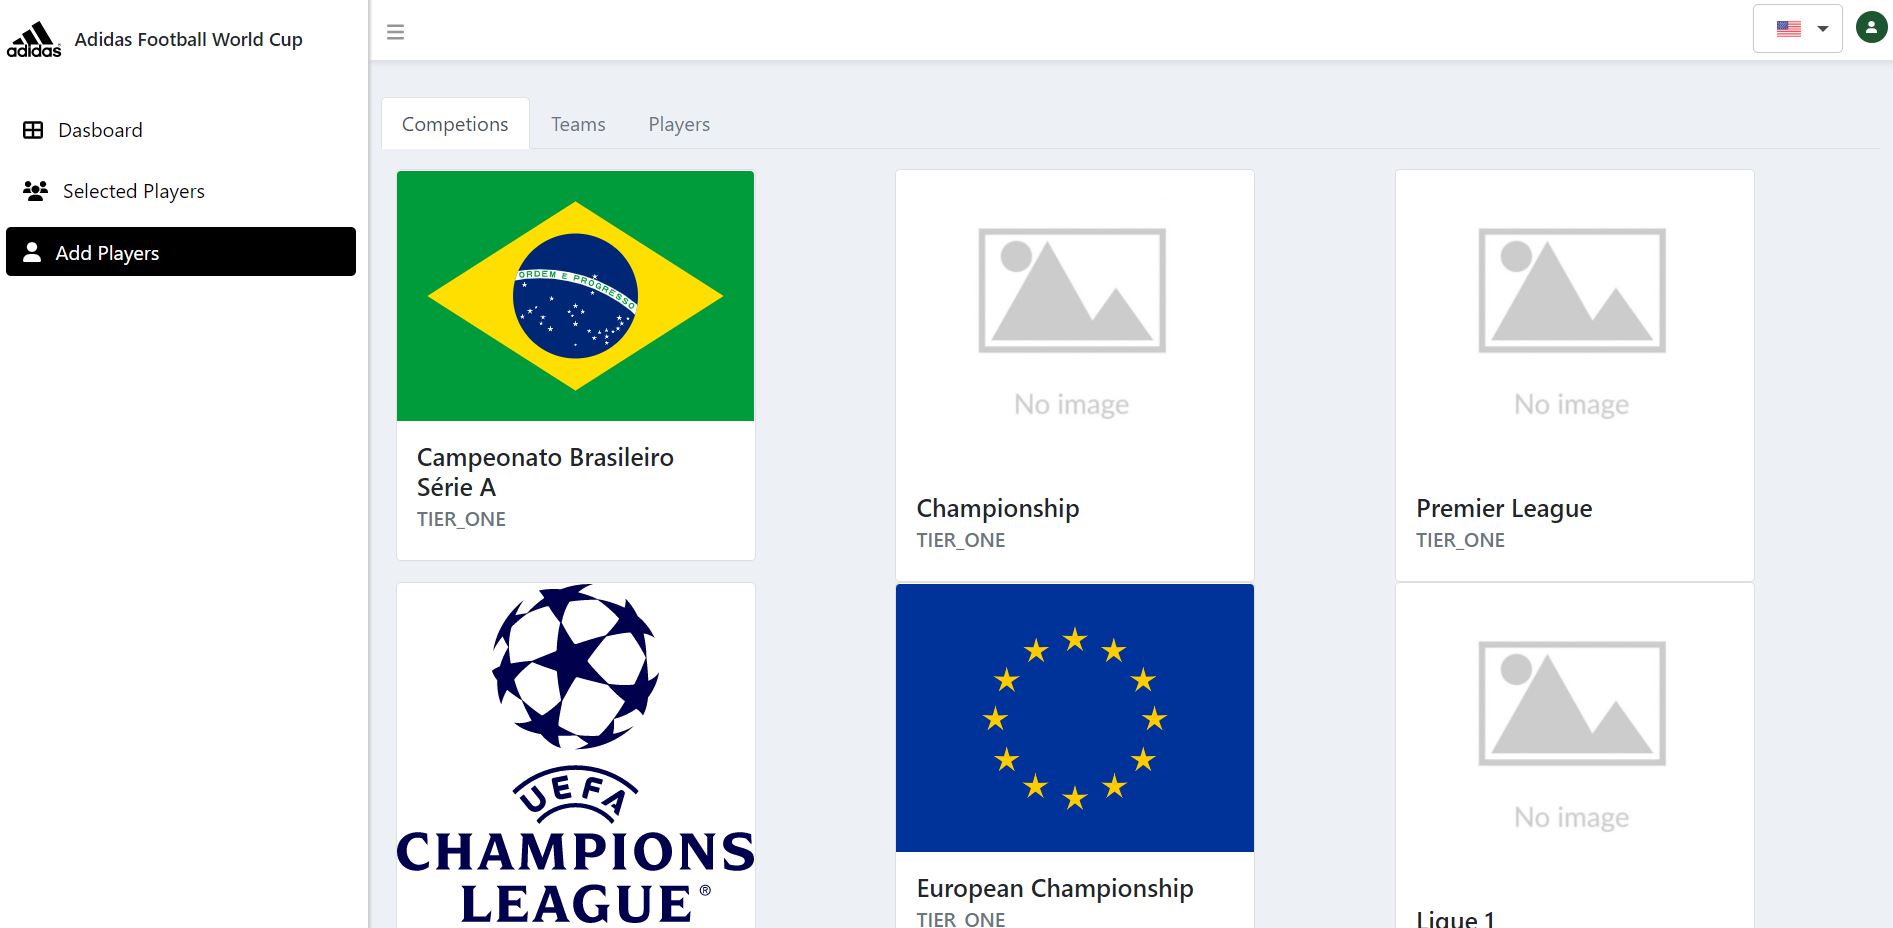 adidas
Adidas Football World Cup
Dasboard
Selected Players
Add Players
Competions
Teams
Players
ORDEM E PROGRESSO
Campeonato Brasileiro
Série A
TIER_ONE
No image
Championship
TIER_ONE
No image
Premier League
TIER_ONE
UEFA
CHAMPIONS
LEAGUE®
European Championship
TIER_ONE
No image
Ligue 1